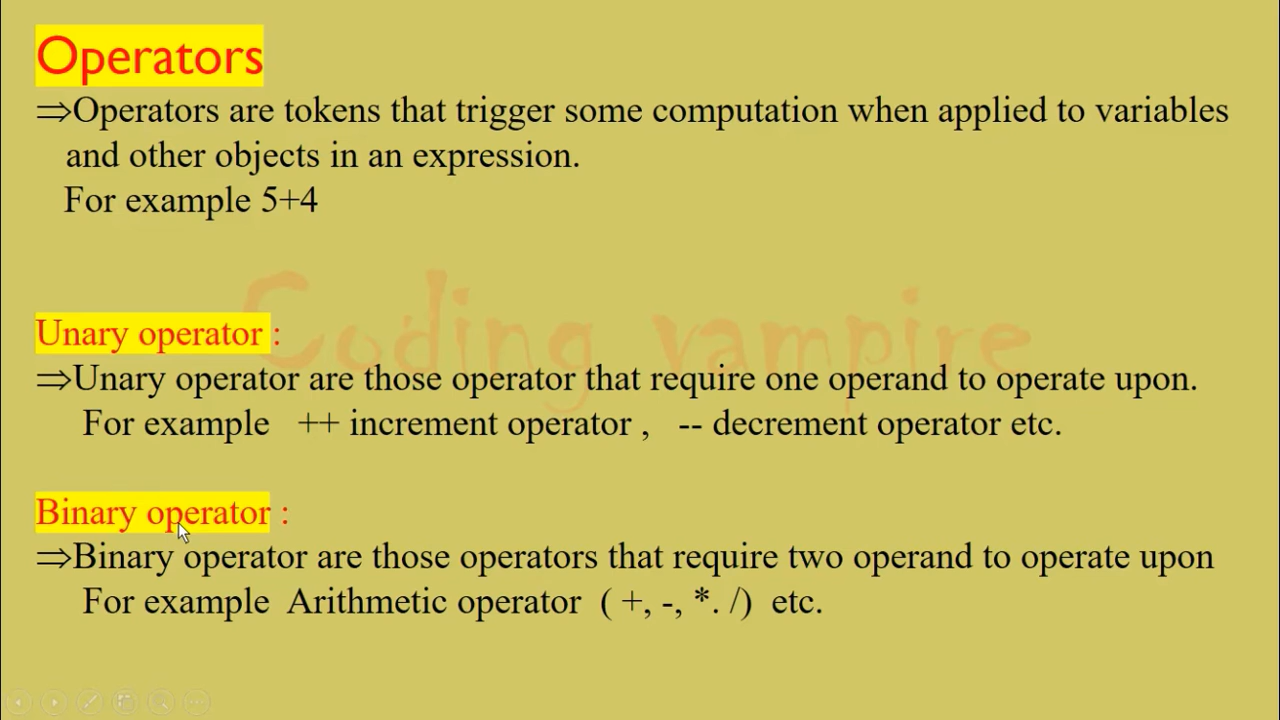 Operators
⇒Operators are tokens that trigger some computation when applied to variables
and other objects in an expression.
For example 5+4
Coding vampire
Unary operator :
⇒Unary operator are those operator that require one operand to operate upon.
For example ++ increment operator , -- decrement operator etc.
Binary operator :
⇒Binary operator are those operators that require two operand to operate upon
For example Arithmetic operator ( +, -, *. /) etc.